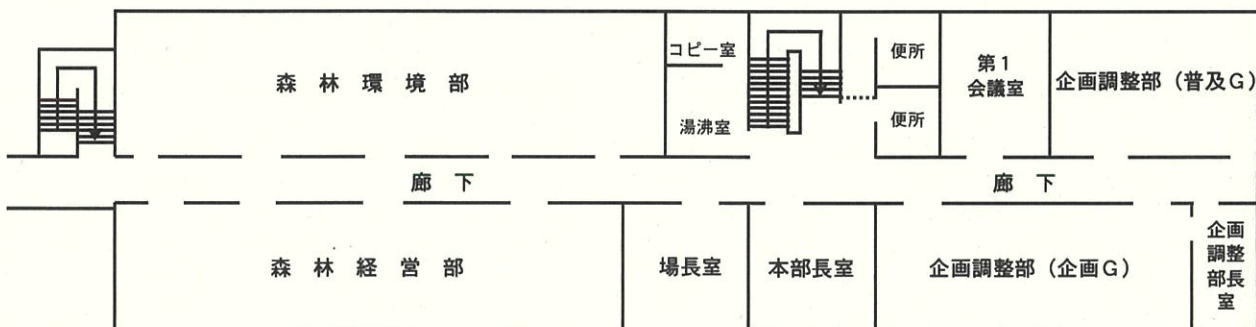 森林環境部
コピー室
湯沸室
便所
便所
第1
会議室
企画調整部(普及G)
廊下
廊下
森林経営部
場長室
本部長室
企画調整部(企画G)
企画
調整
部長
室